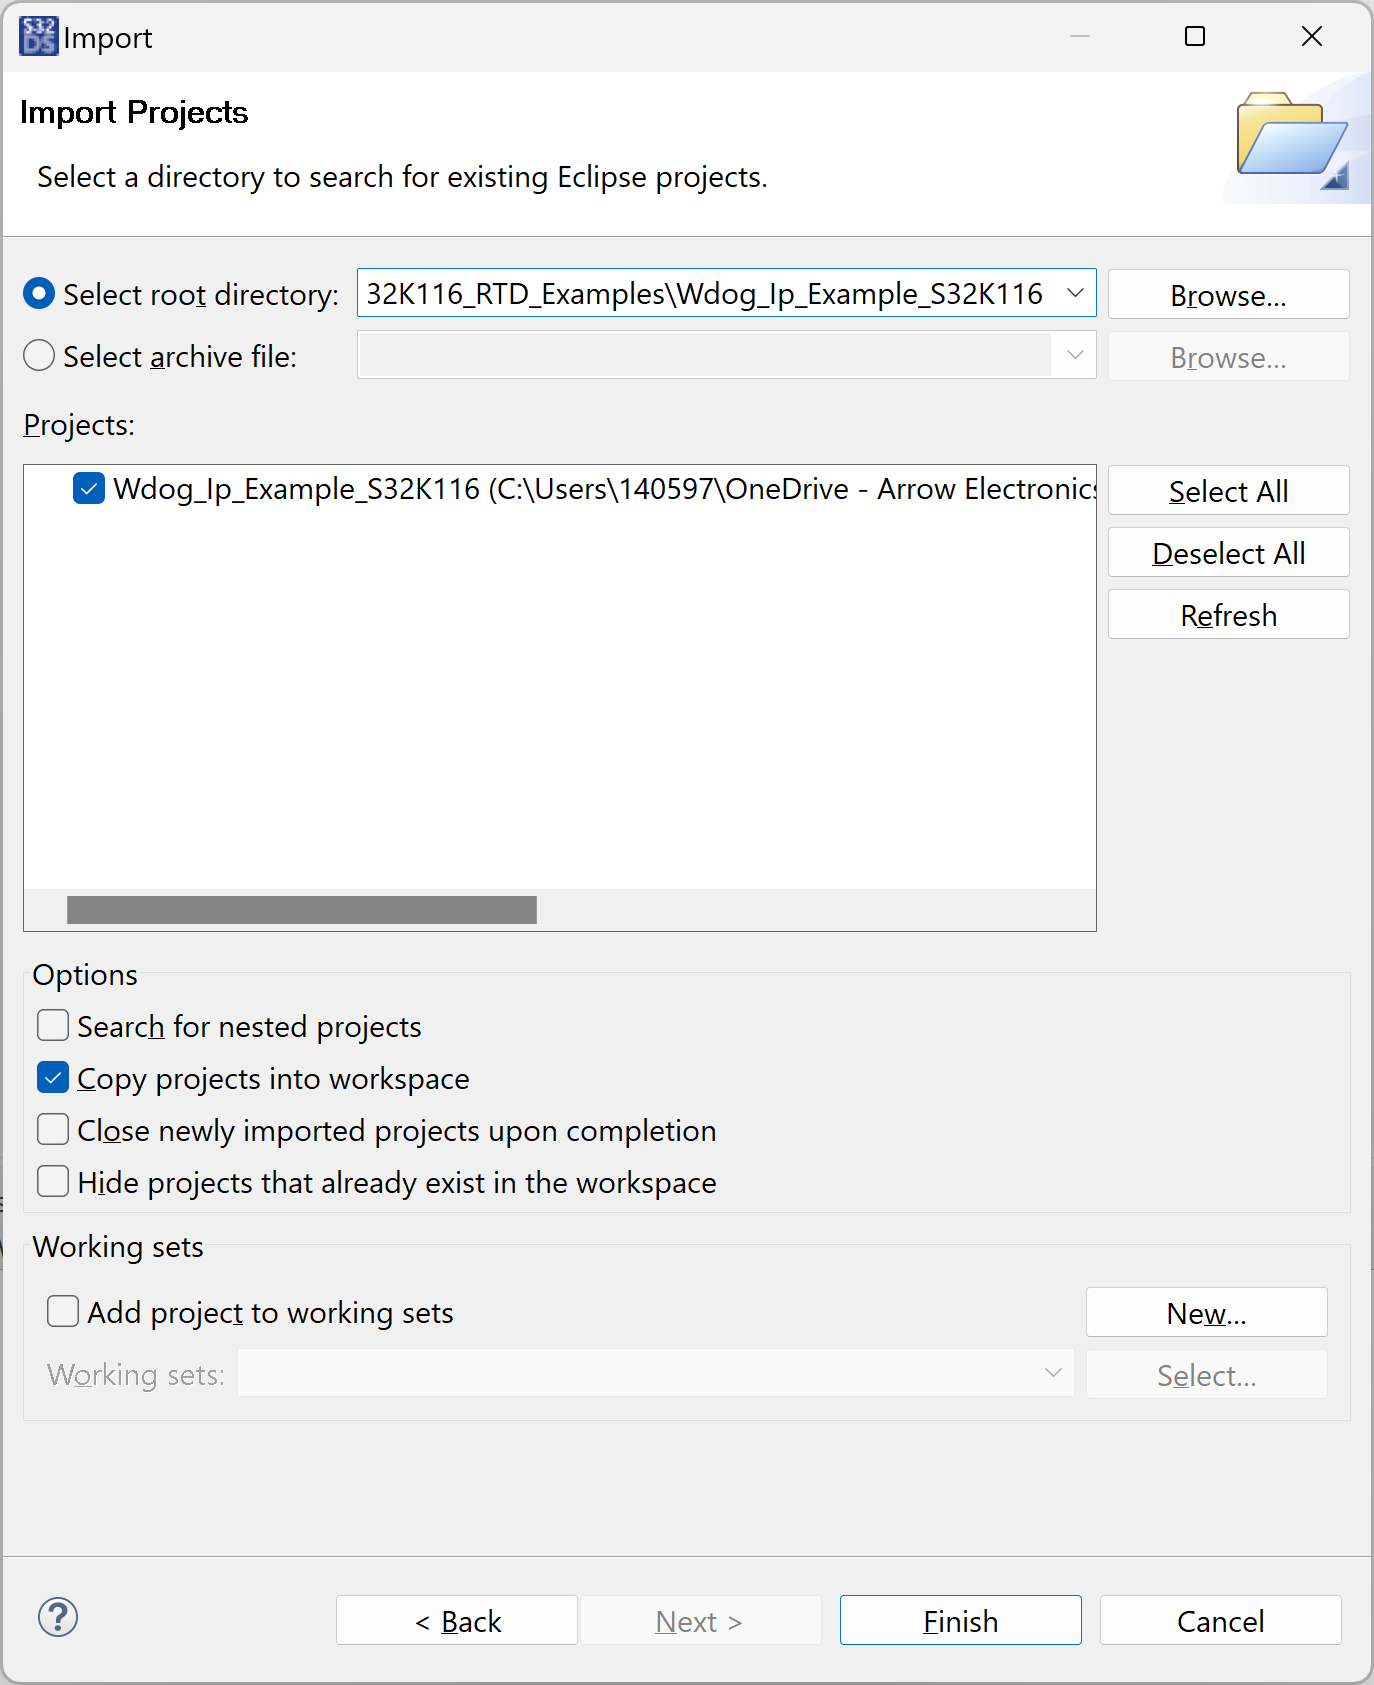 S32
DS
Import
Import Projects
Select a directory to search for existing Eclipse projects.
Select root directory: 32K116_RTD_Examples\Wdog_Ip_Example_S32K116 Browse...
Select archive file: Browse...
Projects:
Wdog_Ip_Example_S32K116 (C:\Users\140597\OneDrive - Arrow Electronics
Select All
Deselect All
Refresh
Options
Search for nested projects
Copy projects into workspace
Close newly imported projects upon completion
Hide projects that already exist in the workspace
Working sets
Add project to working sets New...
Working sets: Select...
? < Back Next > Finish Cancel